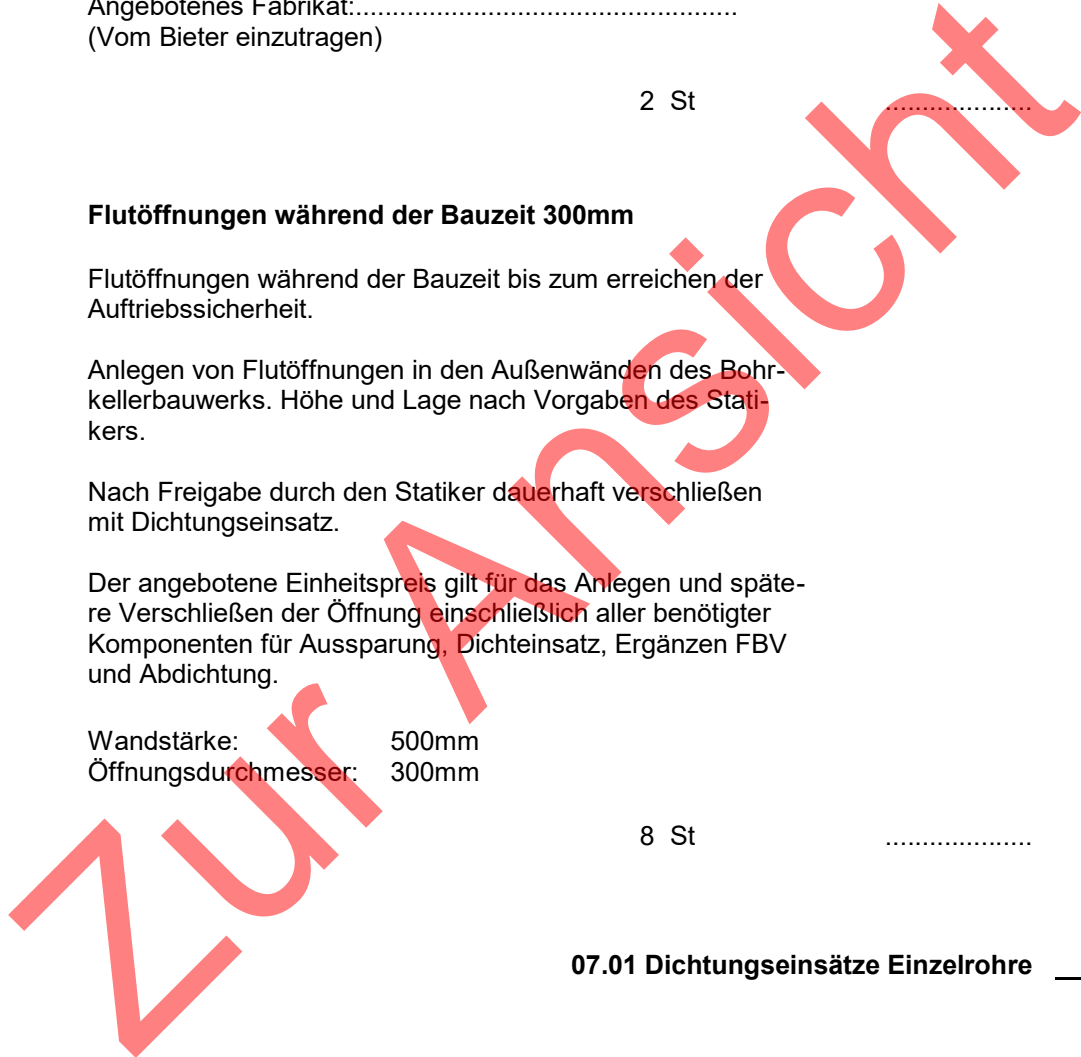 Angebotenes Fabrikat:....................................................
(Vom Bieter einzutragen)
2 St ....................
Flutöffnungen während der Bauzeit 300mm
Flutöffnungen während der Bauzeit bis zum erreichen der
Auftriebssicherheit.
Anlegen von Flutöffnungen in den Außenwänden des Bohr-
kellerbauwerks. Höhe und Lage nach Vorgaben des Stati-
kers.
Nach Freigabe durch den Statiker dauerhaft verschließen
mit Dichtungseinsatz.
Der angebotene Einheitspreis gilt für das Anlegen und späte-
re Verschließen der Öffnung einschließlich aller benötigter
Komponenten für Aussparung, Dichteinsatz, Ergänzen FBV
und Abdichtung.
Wandstärke: 500mm
Öffnungsdurchmesser: 300mm
8 St ....................
07.01 Dichtungseinsätze Einzelrohre
Zur Ansicht